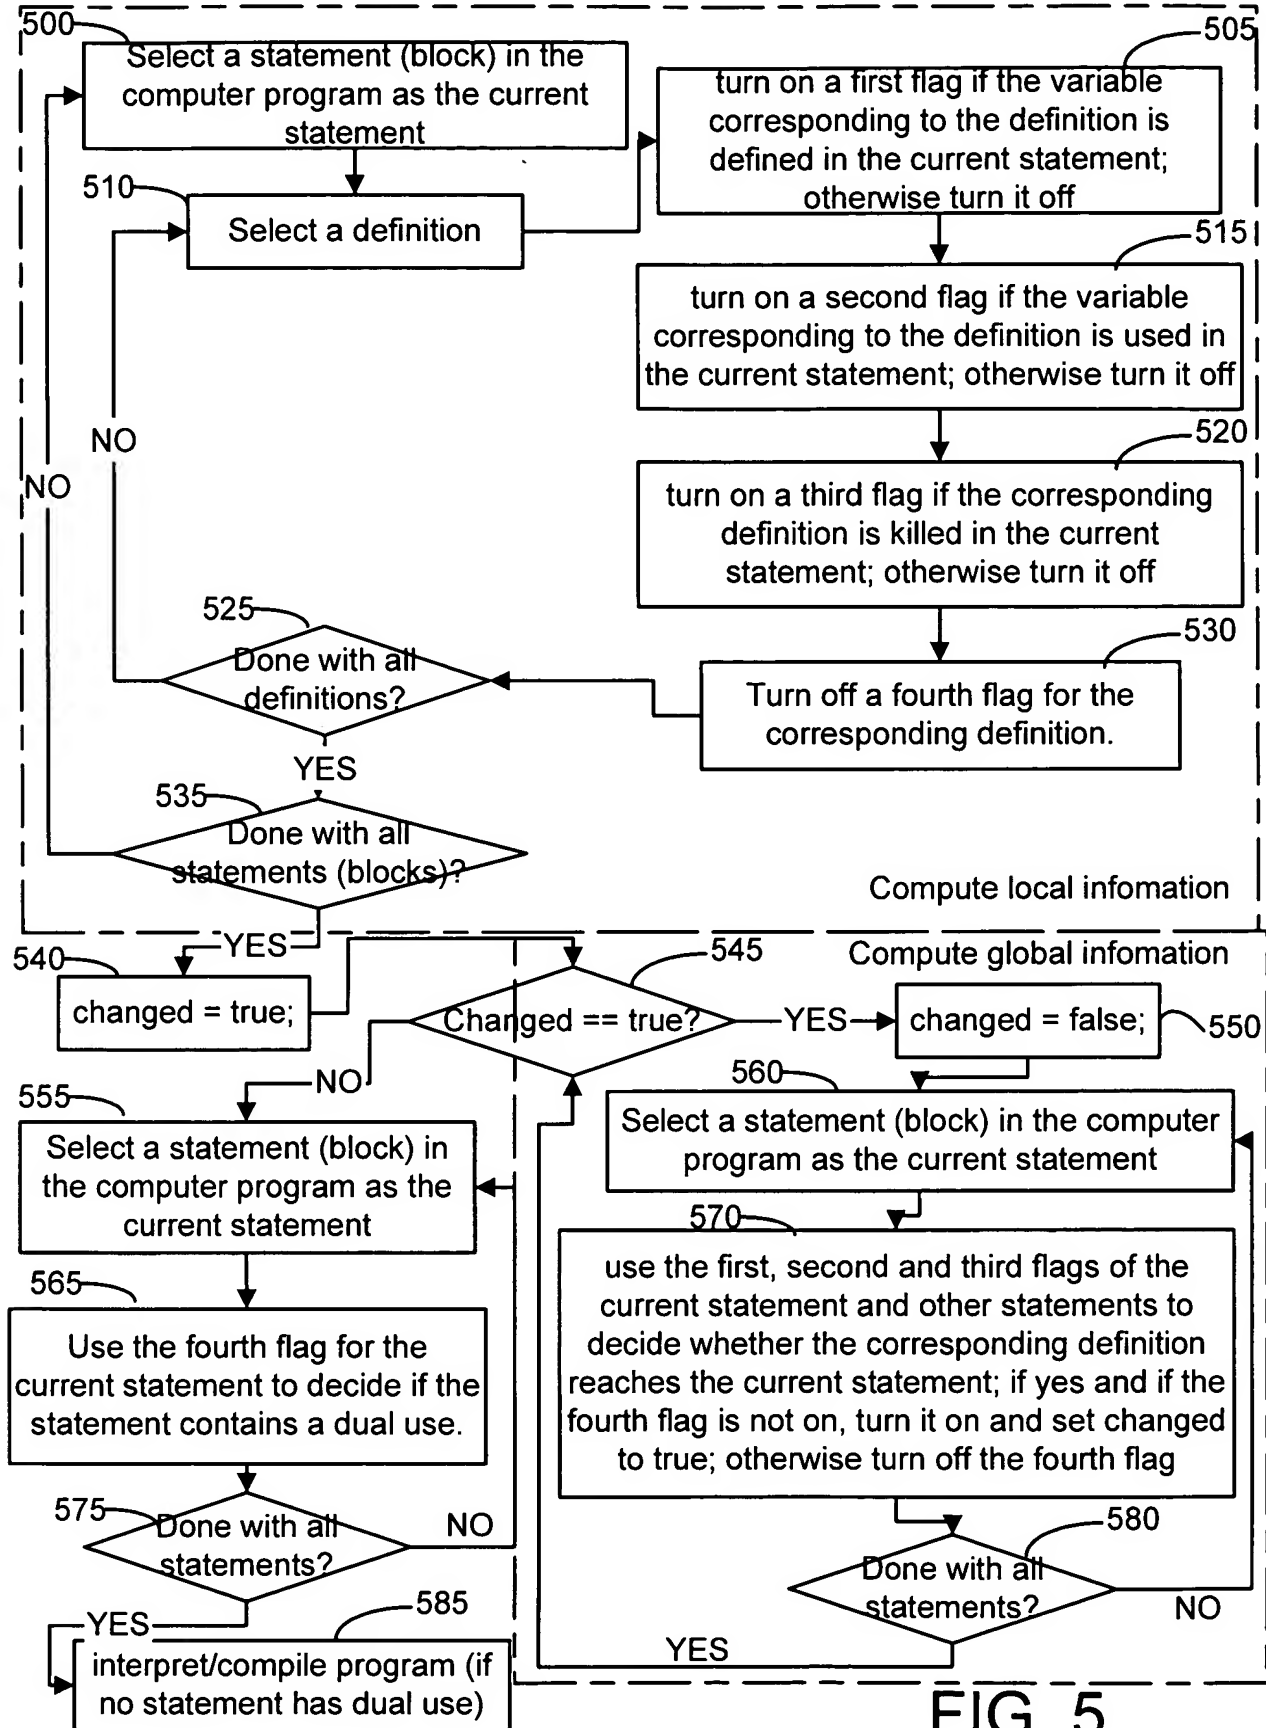 500
Select a statement (block) in the
computer program as the current
statement
505
turn on a first flag if the variable
corresponding to the definition is
defined in the current statement;
otherwise turn it off
510
Select a definition
515
turn on a second flag if the variable
corresponding to the definition is used in
the current statement; otherwise turn it off
NO
NO
520
turn on a third flag if the corresponding
definition is killed in the current
statement; otherwise turn it off
525
Done with all
definitions?
530
Turn off a fourth flag for the
corresponding definition.
YES
535
Done with all
statements (blocks)?
Compute local infomation
YES
540
changed = true;
545
Changed == true?
Compute global infomation
YES
changed = false;
550
NO
555
Select a statement (block) in
the computer program as the
current statement
560
Select a statement (block) in the computer
program as the current statement
565
Use the fourth flag for the
current statement to decide if the
statement contains a dual use.
570
use the first, second and third flags of the
current statement and other statements to
decide whether the corresponding definition
reaches the current statement; if yes and if the
fourth flag is not on, turn it on and set changed
to true; otherwise turn off the fourth flag
575
Done with all
statements?
NO
580
Done with all
statements?
NO
YES
YES
585
interpret/compile program (if
no statement has dual use)
FIG. 5